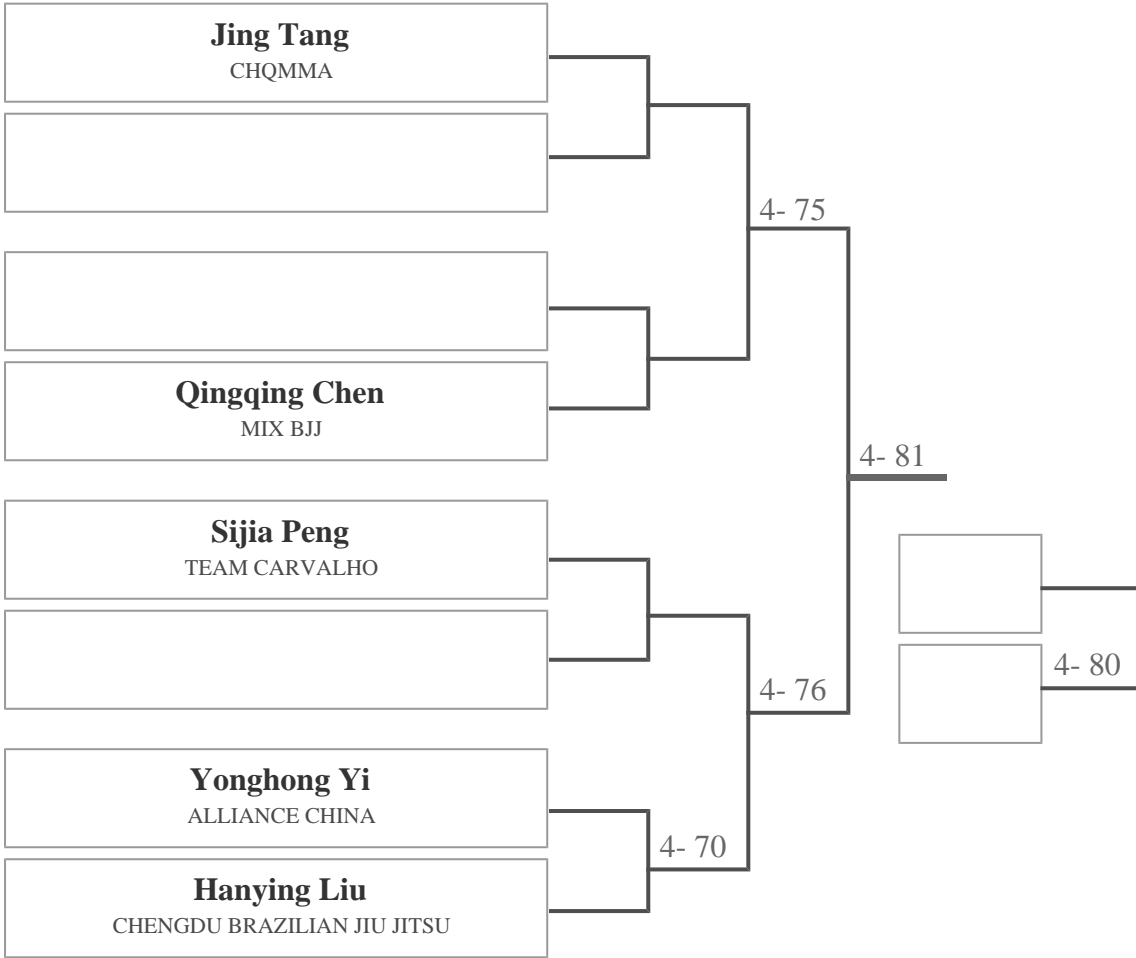 Jing Tang
CHQMMA
4- 75
Qingqing Chen
MIX BJJ
4- 81
Sijia Peng
TEAM CARVALHO
4- 80
4- 76
Yonghong Yi
ALLIANCE CHINA
4- 70
Hanying Liu
CHENGDU BRAZILIAN JIU JITSU